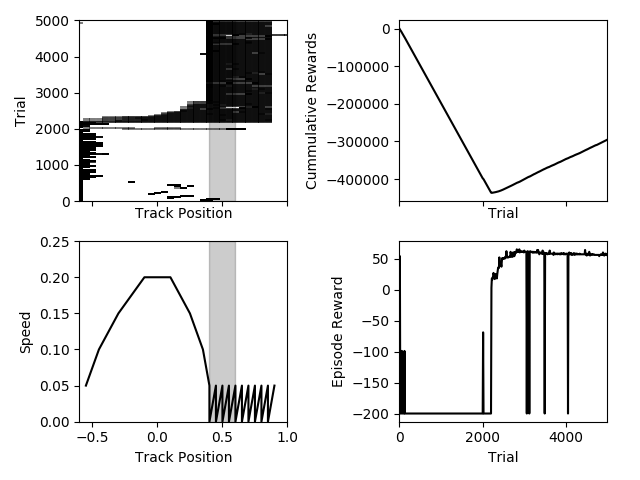 5000
4000
3000
2000
1000
0
Trial
Track Position
0
−100000
−200000
−300000
−400000
Cummulative Rewards
Trial
0.25
0.20
0.15
0.10
0.05
0.00
Speed
−0.5 0.0 0.5 1.0
Track Position
50
0
−50
−100
−150
−200
Episode Reward
0 2000 4000
Trial